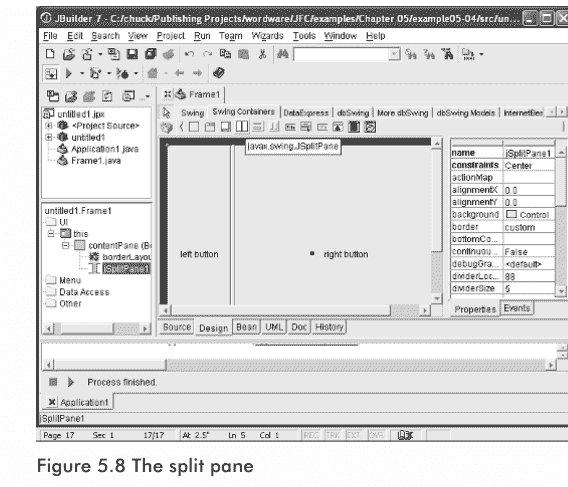 JBuilder 7 - C:/chuck/Publishing Projects/wordware/JFC/examples/Chapter 05/example05-04/src/un...
File Edit Search View Project Run Team Wizards Tools Window Help
Frame1
untitled1.jpx
<Project Source>
untitled1
Application1.java
Frame1.java
Swing Swing Containers DataExpress dbSwing More dbSwing dbSwing Models InternetBea
javax.swing.JSplitPane
left button
right button
untitled1.Frame1
UI
this
contentPane (Bo
borderLayou
jSplitPane1
Menu
Data Access
Other
name jSplitPane1
constraints Center
actionMap
alignmentX 0.0
alignmentY 0.0
background Control
border custom
bottomCo...
continuou... False
debugGra... <default>
dividerLoc... 88
dividerSize 5
Properties Events
Source Design Bean UML Doc History
Process finished.
Application1
jSplitPane1
Page 17 Sec 1 17/17 At 2.5" Ln 5 Col 1 REC TRK EXT OVR
Figure 5.8 The split pane